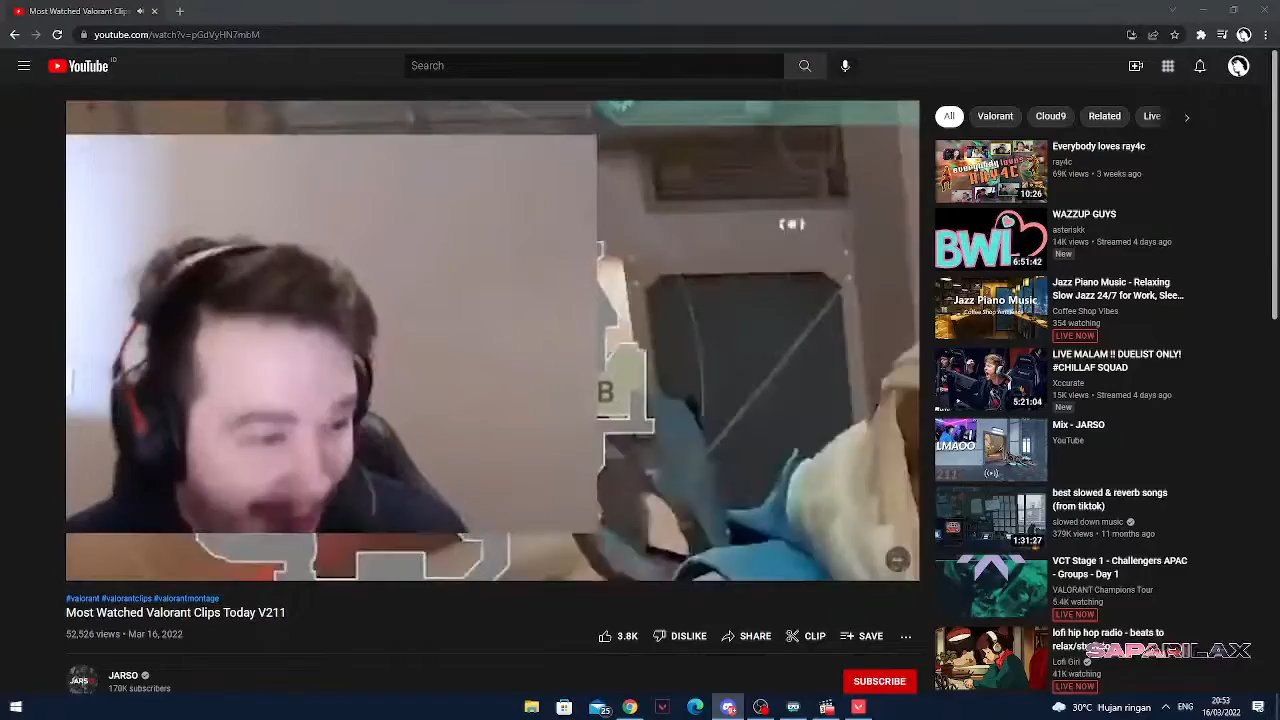 Most Watched Valorant Clip
youtube.com/watch?v=pGdVyHN7mbM
YouTube ID
Search
All
Valorant
Cloud9
Related
Live
Everybody loves ray4c
ray4c
69K views • 3 weeks ago
10:26
WAZZUP GUYS
asteriskk
14K views • Streamed 4 days ago
New
6:51:42
Jazz Piano Music - Relaxing
Slow Jazz 24/7 for Work, Slee...
Coffee Shop Vibes
354 watching
LIVE NOW
Jazz Piano Music
LIVE MALAM !! DUELIST ONLY!
#CHILLAF SQUAD
Xccurate
15K views • Streamed 4 days ago
New
5:21:04
Mix - JARSO
YouTube
LMAOO
211
B
best slowed & reverb songs
(from tiktok)
slowed down music
379K views • 11 months ago
1:31:27
VCT Stage 1 - Challengers APAC
- Groups - Day 1
VALORANT Champions Tour
5.4K watching
LIVE NOW
lofi hip hop radio - beats to
Lofi Girl
41K watching
LIVE NOW
SAPARILAX
#valorant #valorantclips #valorantmontage
Most Watched Valorant Clips Today V211
52,526 views • Mar 16, 2022
3.8K
DISLIKE
SHARE
CLIP
SAVE
JARSO
170K subscribers
SUBSCRIBE
30°C Hujan ringan
ENG
20:53
16/03/2022